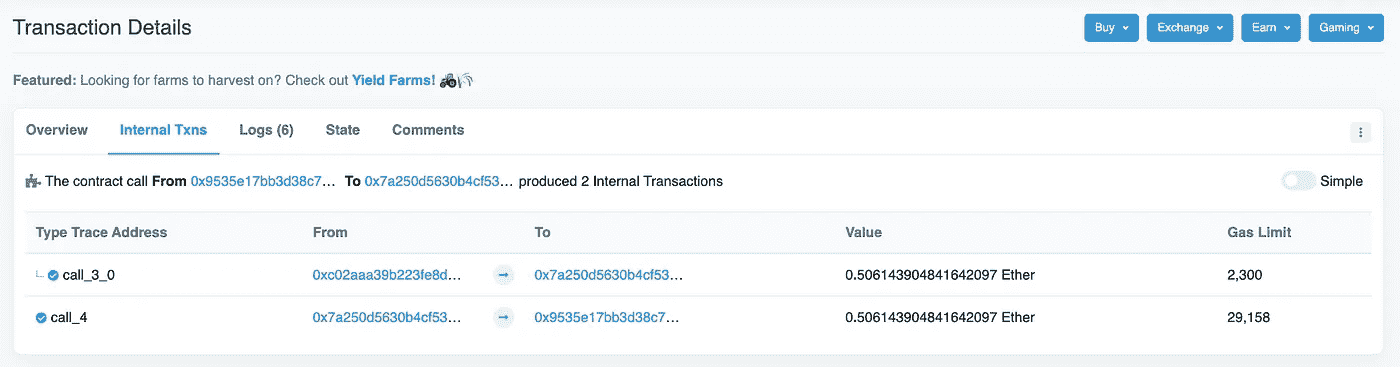 Transaction Details
Buy Exchange Earn Gaming
Featured: Looking for farms to harvest on? Check out Yield Farms!
Overview Internal Txns Logs (6) State Comments
The contract call From 0x9535e17bb3d38c7... To 0x7a250d5630b4cf53... produced 2 Internal Transactions Simple
Type Trace Address From To Value Gas Limit
call_3_0 0xc02aaa39b223fe8d... 0x7a250d5630b4cf53... 0.506143904841642097 Ether 2,300
call_4 0x7a250d5630b4cf53... 0x9535e17bb3d38c7... 0.506143904841642097 Ether 29,158